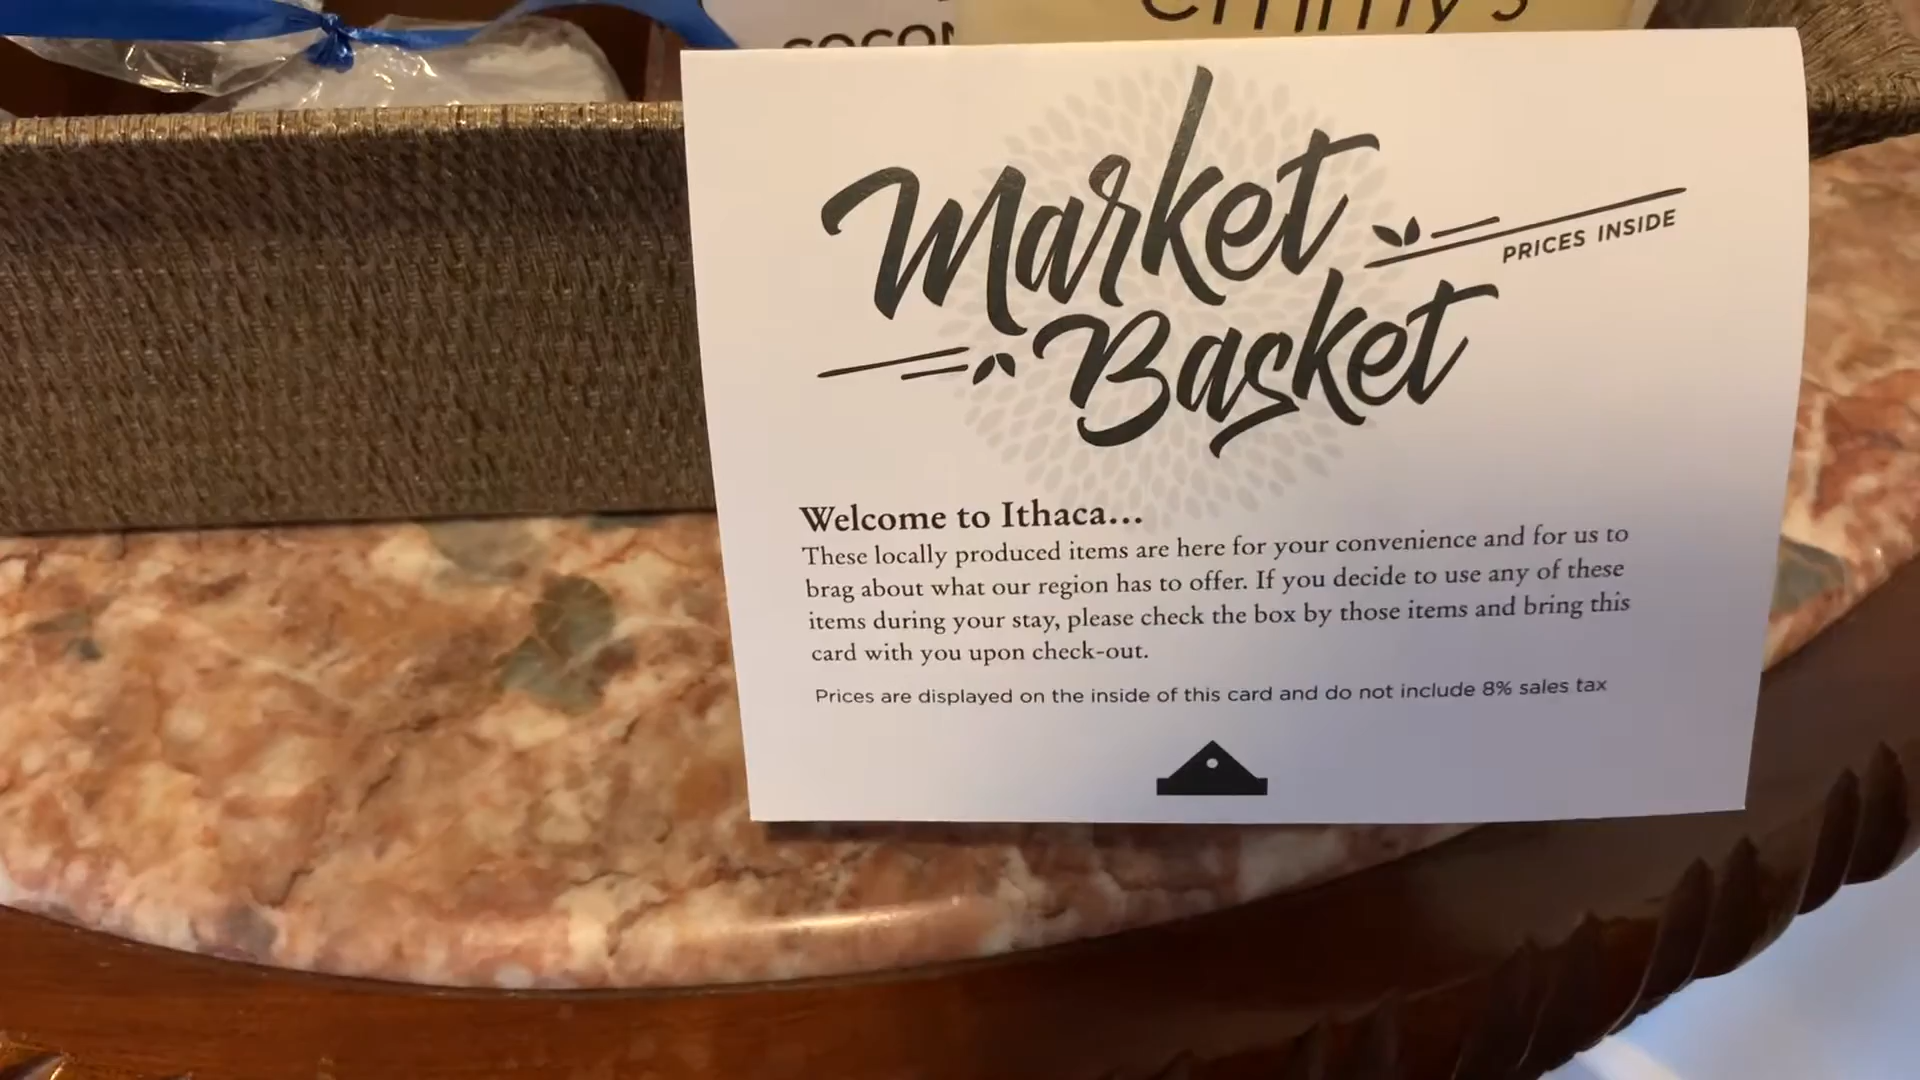 emmy's
Market
PRICES INSIDE
Basket
Welcome to Ithaca...
These locally produced items are here for your convenience and for us to
brag about what our region has to offer. If you decide to use any of these
items during your stay, please check the box by those items and bring this
card with you upon check-out.
Prices are displayed on the inside of this card and do not include 8% sales tax